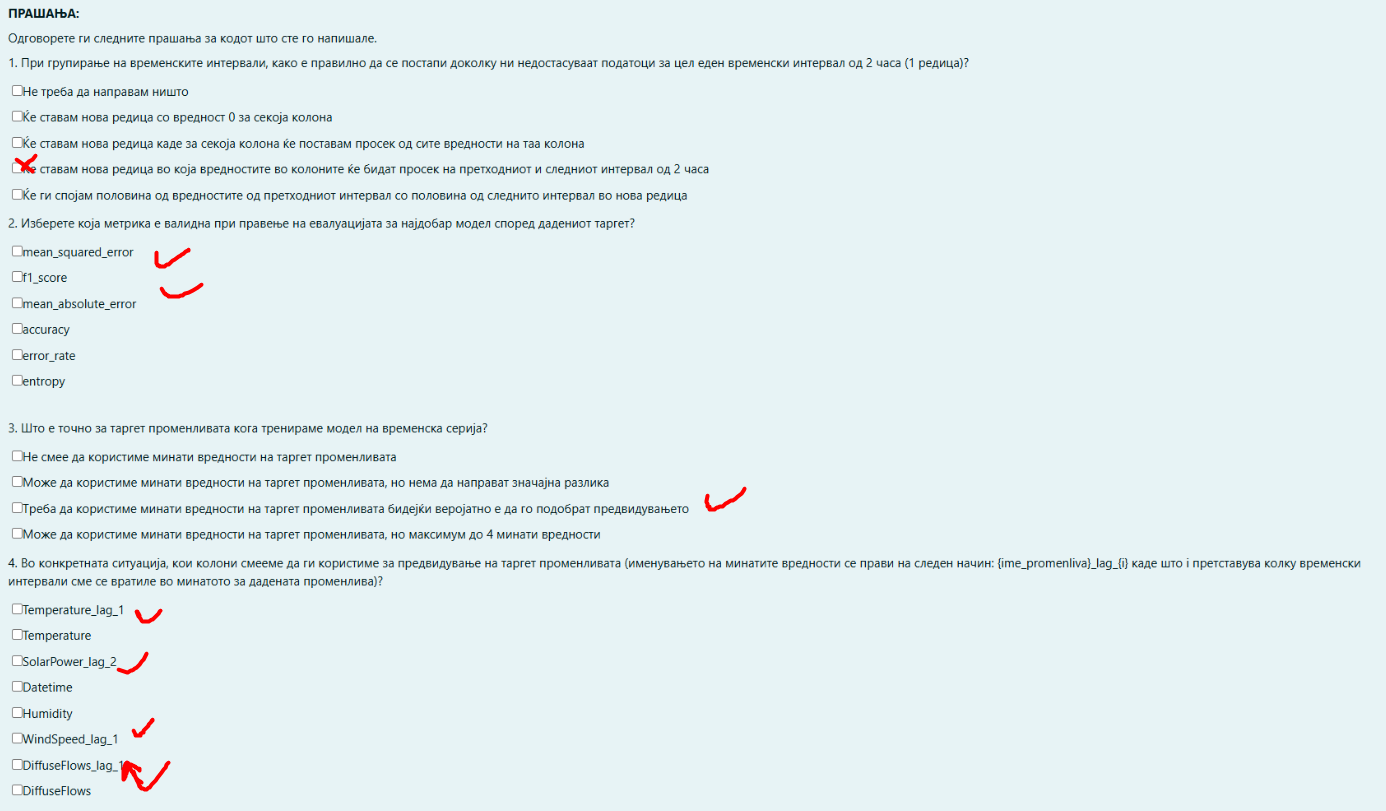 ПРАШАЊА:
Одговорете ги следните прашања за кодот што сте го напишале.
1. При групирање на временските интервали, како е правилно да се постапи доколку ни недостасуваат податоци за цел еден временски интервал од 2 часа (1 редица)?
Не треба да направам ништо
Ќе ставам нова редица со вредност 0 за секоја колона
Ќе ставам нова редица каде за секоја колона ќе поставам просек од сите вредности на таа колона
Ќе ставам нова редица во која вредностите во колоните ќе бидат просек на претходниот и следниот интервал од 2 часа
Ќе ги спојам половина од вредностите од претходниот интервал со половина од следнито интервал во нова редица
2. Изберете која метрика е валидна при правење на евалуацијата за најдобар модел според дадениот таргет?
mean_squared_error
f1_score
mean_absolute_error
accuracy
error_rate
entropy
3. Што е точно за таргет променливата кога тренираме модел на временска серија?
Не смее да користиме минати вредности на таргет променливата
Може да користиме минати вредности на таргет променливата, но нема да направат значајна разлика
Треба да користиме минати вредности на таргет променливата бидејќи веројатно е да го подобрат предвидувањето
Може да користиме минати вредности на таргет променливата, но максимум до 4 минати вредности
4. Во конкретната ситуација, кои колони смееме да ги користиме за предвидување на таргет променливата (именувањето на минатите вредности се прави на следен начин: {ime_promenliva}_lag_{i} каде што i претставува колку временски
интервали сме се вратиле во минатото за дадената променлива)?
Temperature_lag_1
Temperature
SolarPower_lag_2
Datetime
Humidity
WindSpeed_lag_1
DiffuseFlows_lag_1
DiffuseFlows